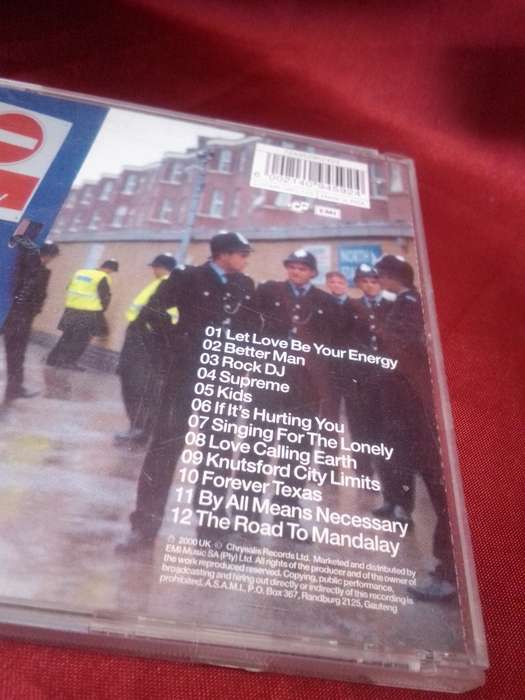 6 002140 945924
EMI
NORTH
01 Let Love Be Your Energy
02 Better Man
03 Rock DJ
04 Supreme
05 Kids
06 If It's Hurting You
07 Singing For The Lonely
08 Love Calling Earth
09 Knutsford City Limits
10 Forever Texas
11 By All Means Necessary
12 The Road To Mandalay
℗ 2000 UK © Chrysalis Records Ltd. Marketed and distributed by
EMI Music SA (Pty) Ltd. All rights of the producer and of the owner of
the work reproduced reserved. Copying, public performance,
broadcasting and hiring out directly or indirectly of this recording is
prohibited, A.S.A.M.I., P.O. Box 367, Randburg 2125, Gauteng